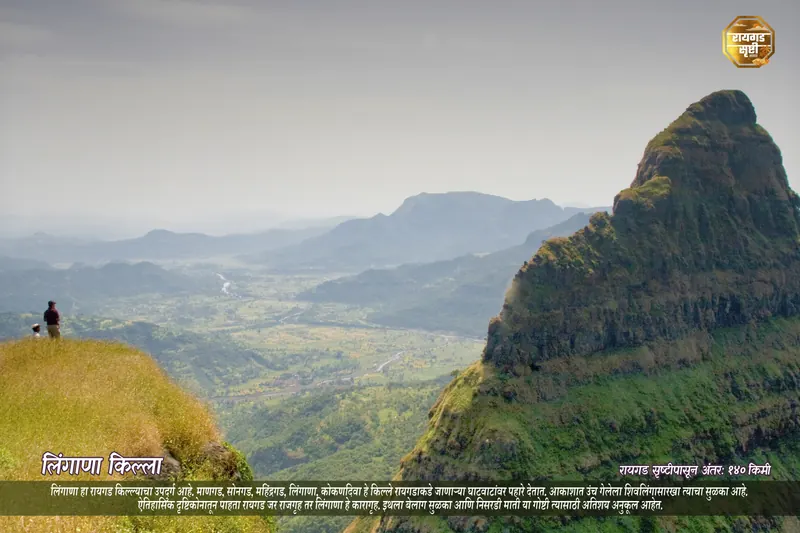 रायगड
सृष्टी
लिंगाणा किल्ला
रायगड सृष्टीपासून अंतर: १४० किमी
लिंगाणा हा रायगड किल्ल्याचा उपदुर्ग आहे. माणगड, सोनगड, महिंद्रगड, लिंगाणा, कोकणदिवा हे किल्ले रायगडाकडे जाणाऱ्या घाटवाटांवर पहारे देतात. आकाशात उंच गेलेला शिवलिंगासारखा त्याचा सुळका आहे.
ऐतिहासिक दृष्टिकोनातून पाहता रायगड जर राजगृह तर लिंगाणा हे कारागृह. इथला बेलाग सुळका आणि निसरडी माती या गोष्टी त्यासाठी अतिशय अनुकूल आहेत.